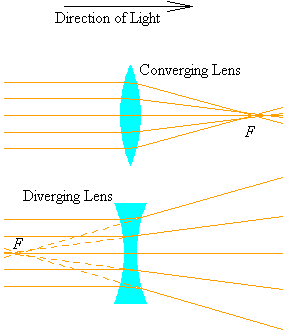 Direction of Light
Converging Lens
F
Diverging Lens
F